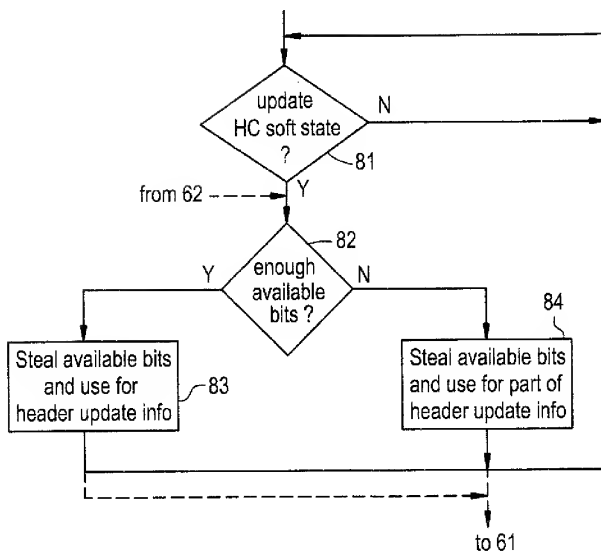 update
HC soft state
?
N
81
from 62
Y
82
Y
enough
available
bits ?
N
84
Steal available bits
and use for
header update info
83
Steal available bits
and use for part of
header update info
to 61